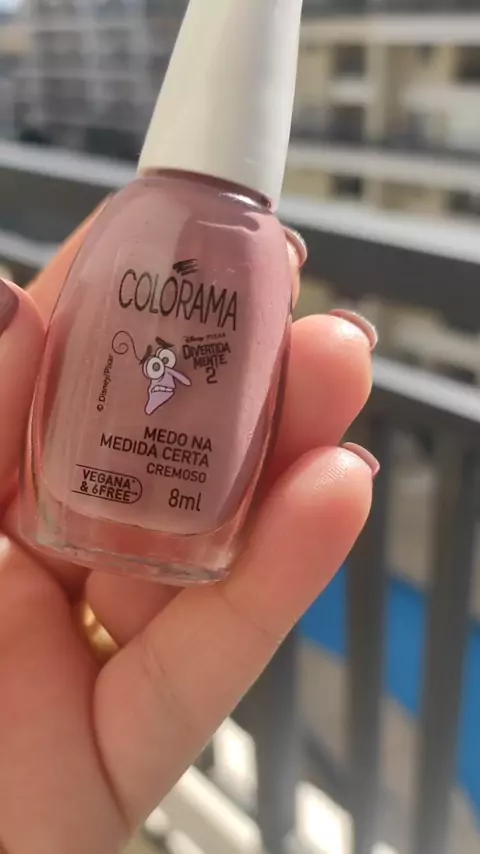 COLORAMA
DISNEY PIXAR
DIVERTIDA
MENTE
2
© Disney/Pixar
MEDO NA
MEDIDA CERTA
CREMOSO
VEGANA*
& 6FREE**
8ml